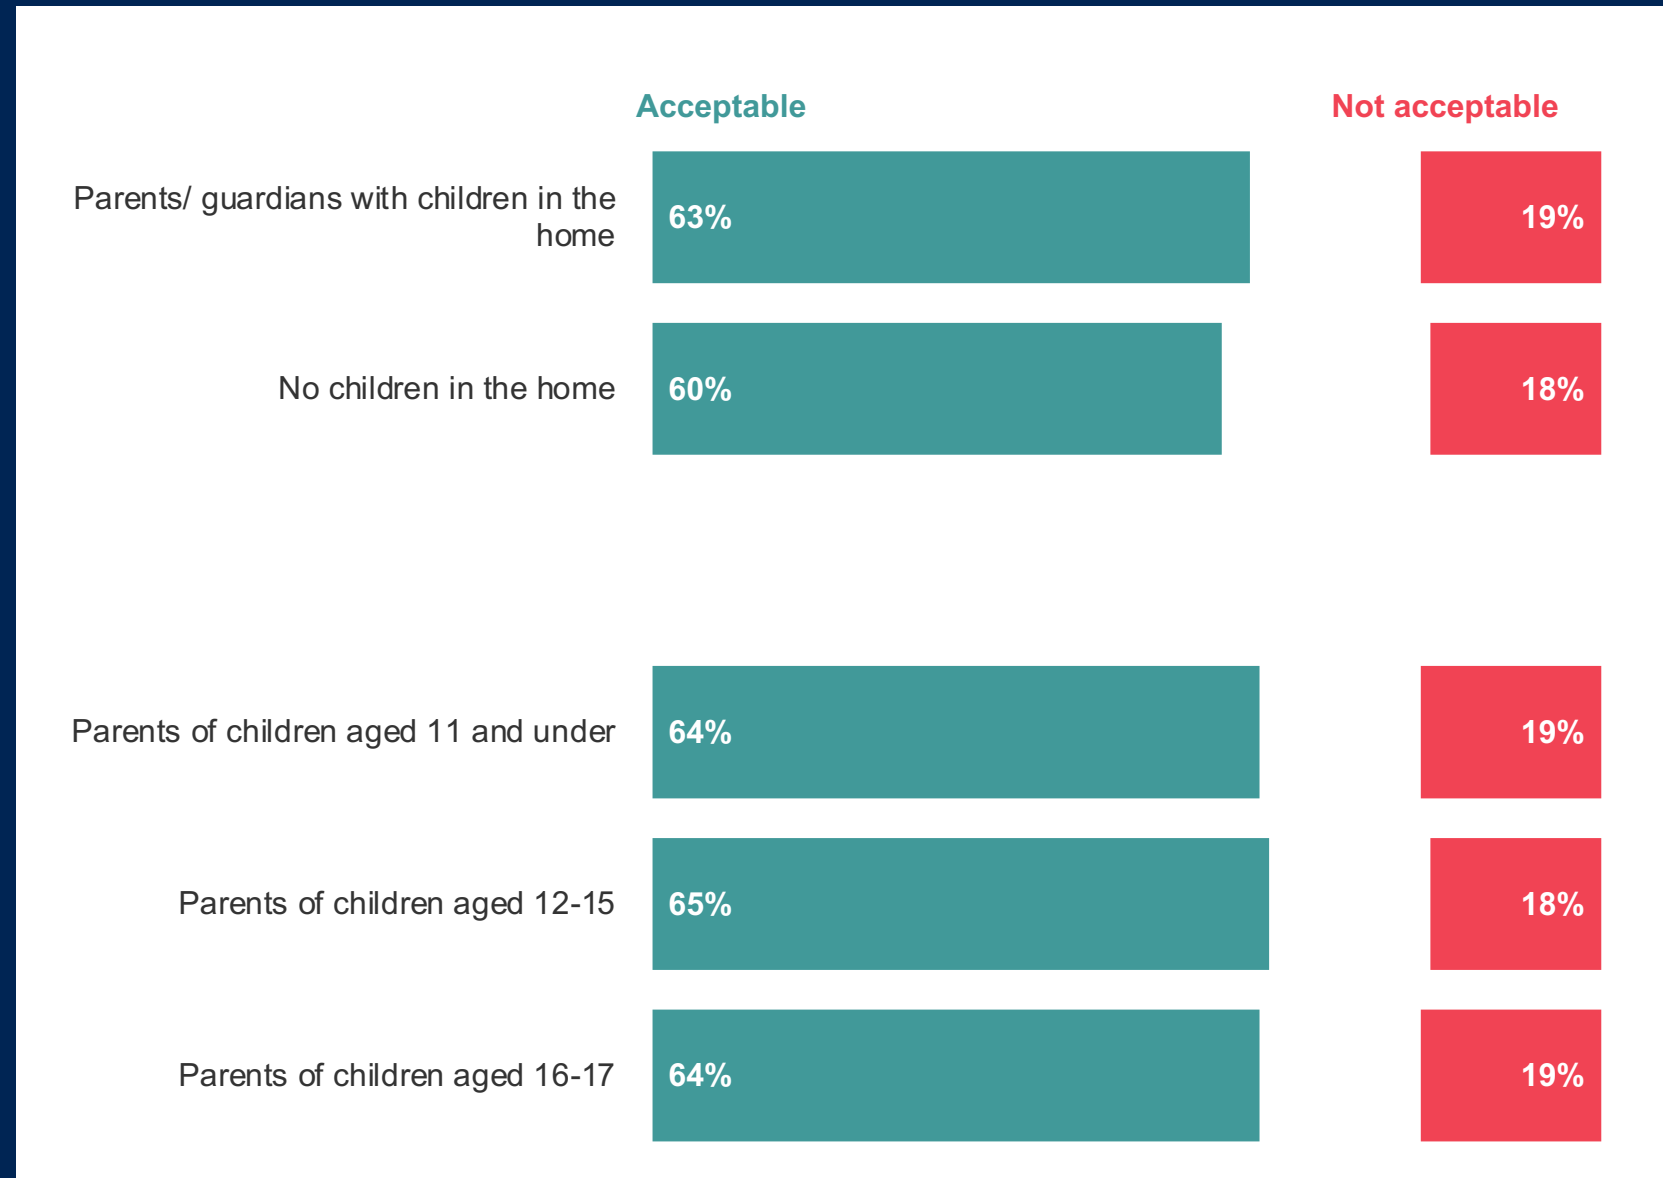 Acceptable Not acceptable
Parents/ guardians with children in the
home
63% 19%
No children in the home 60% 18%
Parents of children aged 11 and under 64% 19%
Parents of children aged 12-15 65% 18%
Parents of children aged 16-17 64% 19%